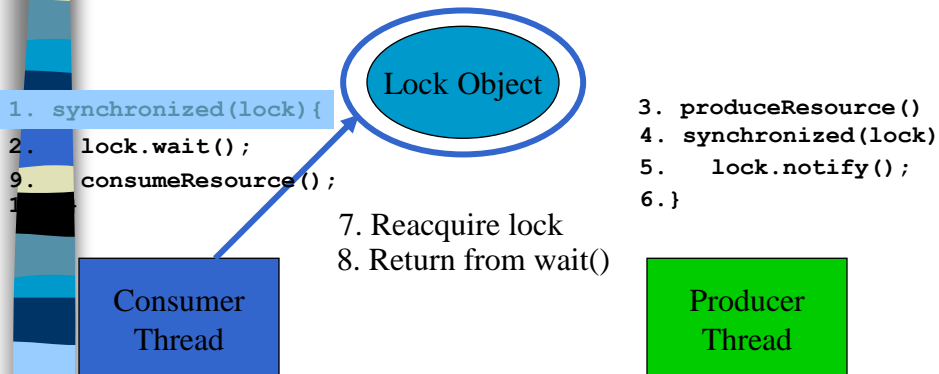 Lock Object
1. synchronized(lock){
2. lock.wait();
9. consumeResource();
3. produceResource()
4. synchronized(lock)
5. lock.notify();
6.}
7. Reacquire lock
8. Return from wait()
Consumer
Thread
Producer
Thread